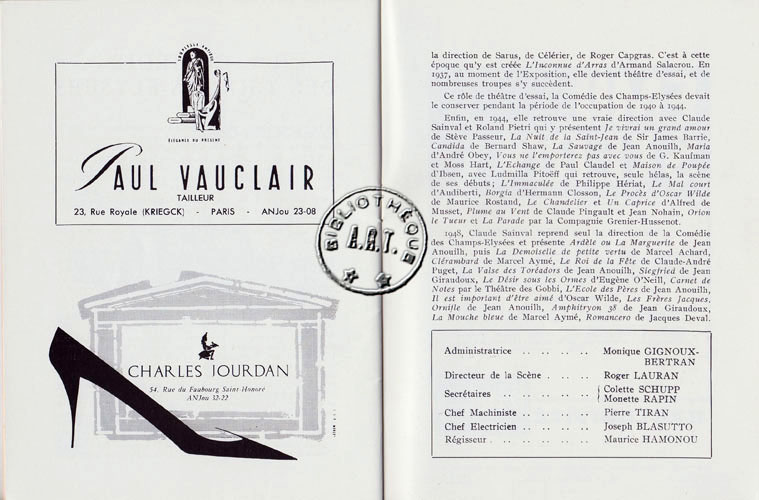 ÉLÉGANCE DU PRÉSENT
PAUL VAUCLAIR
TAILLEUR
23, Rue Royale (KRIEGCK) - PARIS - ANJou 23-08
BIBLIOTHÈQUE
A.R.T.
CHARLES JOURDAN
54, Rue du Faubourg Saint-Honoré
ANJou 32-22
la direction de Sarus, de Célérier, de Roger Capgras. C'est à cette
époque qu'y est créée L'Inconnue d'Arras d'Armand Salacrou. En
1937, au moment de l'Exposition, elle devient théâtre d'essai, et de
nombreuses troupes s'y succèdent.
Ce rôle de théâtre d'essai, la Comédie des Champs-Elysées devait
le conserver pendant la période de l'occupation de 1940 à 1944.
Enfin, en 1944, elle retrouve une vraie direction avec Claude
Sainval et Roland Pietri qui y présentent Je vivrai un grand amour
de Stève Passeur, La Nuit de la Saint-Jean de Sir James Barrie,
Candida de Bernard Shaw, La Sauvage de Jean Anouilh, Maria
d'André Obey, Vous ne l'emporterez pas avec vous de G. Kaufman
et Moss Hart, L'Echange de Paul Claudel et Maison de Poupée
d'Ibsen, avec Ludmilla Pitoëff qui retrouve, seule hélas, la scène
de ses débuts ; L'Immaculée de Philippe Hériat, Le Mal court
d'Audiberti, Borgia d'Hermann Closson, Le Procès d'Oscar Wilde
de Maurice Rostand, Le Chandelier et Un Caprice d'Alfred de
Musset, Plume au Vent de Claude Pingault et Jean Nohain, Orion
le Tueur et La Parade par la Compagnie Grenier-Hussenot.
1948, Claude Sainval reprend seul la direction de la Comédie
des Champs-Elysées et présente Ardèle ou La Marguerite de Jean
Anouilh, puis La Demoiselle de petite vertu de Marcel Achard,
Clérambard de Marcel Aymé, Le Roi de la Fête de Claude-André
Puget, La Valse des Toréadors de Jean Anouilh, Siegfried de Jean
Giraudoux, Le Désir sous les Ormes d'Eugène O'Neill, Carnet de
Notes par le Théâtre des Gobbi, L'Ecole des Pères de Jean Anouilh,
Il est important d'être aimé d'Oscar Wilde, Les Frères Jacques,
Ornifle de Jean Anouilh, Amphitryon 38 de Jean Giraudoux,
La Mouche bleue de Marcel Aymé, Romancero de Jacques Deval.
Administratrice .. .. .. .. Monique GIGNOUX-
BERTRAN
Directeur de la Scène . .. .. Roger LAURAN
Secrétaires .. .. .. .. .. { Colette SCHUPP
Monette RAPIN
Chef Machiniste .. .. .. .. Pierre TIRAN
Chef Electricien .. .. .. .. Joseph BLASUTTO
Régisseur . .. .. .. .. .. Maurice HAMONOU